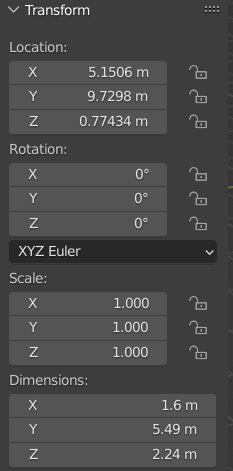 Transform
Location:
X 5.1506 m
Y 9.7298 m
Z 0.77434 m
Rotation:
X 0°
Y 0°
Z 0°
XYZ Euler
Scale:
X 1.000
Y 1.000
Z 1.000
Dimensions:
X 1.6 m
Y 5.49 m
Z 2.24 m